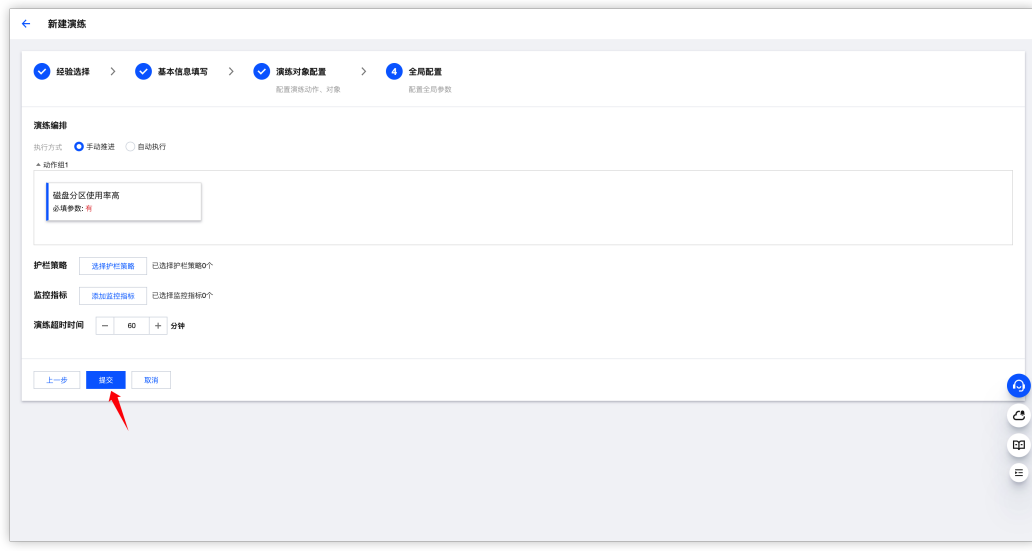 新建演练
经验选择 基本信息填写 演练对象配置 4 全局配置
配置演练动作、对象 配置全局参数
演练编排
执行方式 手动推进 自动执行
动作组1
磁盘分区使用率高
必填参数: 有
护栏策略 选择护栏策略 已选择护栏策略0个
监控指标 添加监控指标 已选择监控指标0个
演练超时时间 − 60 + 分钟
上一步 提交 取消